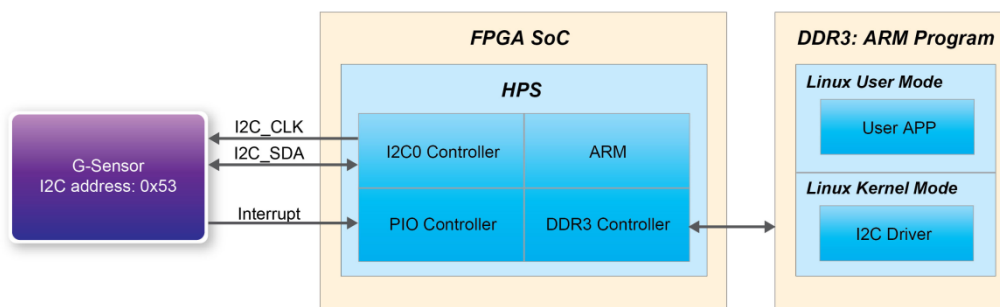 FPGA SoC
HPS
G-Sensor
I2C address: 0x53
I2C_CLK
I2C_SDA
Interrupt
I2C0 Controller
ARM
PIO Controller
DDR3 Controller
DDR3: ARM Program
Linux User Mode
User APP
Linux Kernel Mode
I2C Driver